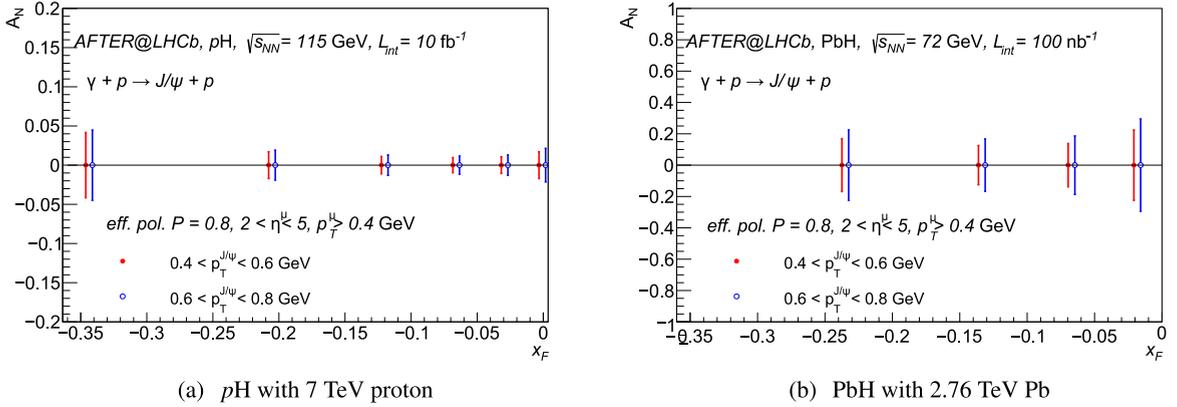 A_N
0.2
0.15
0.1
0.05
0
−0.05
−0.1
−0.15
−0.2
AFTER@LHCb, pH, √s_NN = 115 GeV, L_int = 10 fb⁻¹
γ + p → J/ψ + p
eff. pol. P = 0.8, 2 < η^μ < 5, p_T^μ > 0.4 GeV
0.4 < p_T^J/ψ < 0.6 GeV
0.6 < p_T^J/ψ < 0.8 GeV
−0.35 −0.3 −0.25 −0.2 −0.15 −0.1 −0.05 0
x_F
(a) pH with 7 TeV proton
A_N
1
0.8
0.6
0.4
0.2
0
−0.2
−0.4
−0.6
−0.8
−1
AFTER@LHCb, PbH, √s_NN = 72 GeV, L_int = 100 nb⁻¹
γ + p → J/ψ + p
eff. pol. P = 0.8, 2 < η^μ < 5, p_T^μ > 0.4 GeV
0.4 < p_T^J/ψ < 0.6 GeV
0.6 < p_T^J/ψ < 0.8 GeV
−0.35 −0.3 −0.25 −0.2 −0.15 −0.1 −0.05 0
x_F
(b) PbH with 2.76 TeV Pb